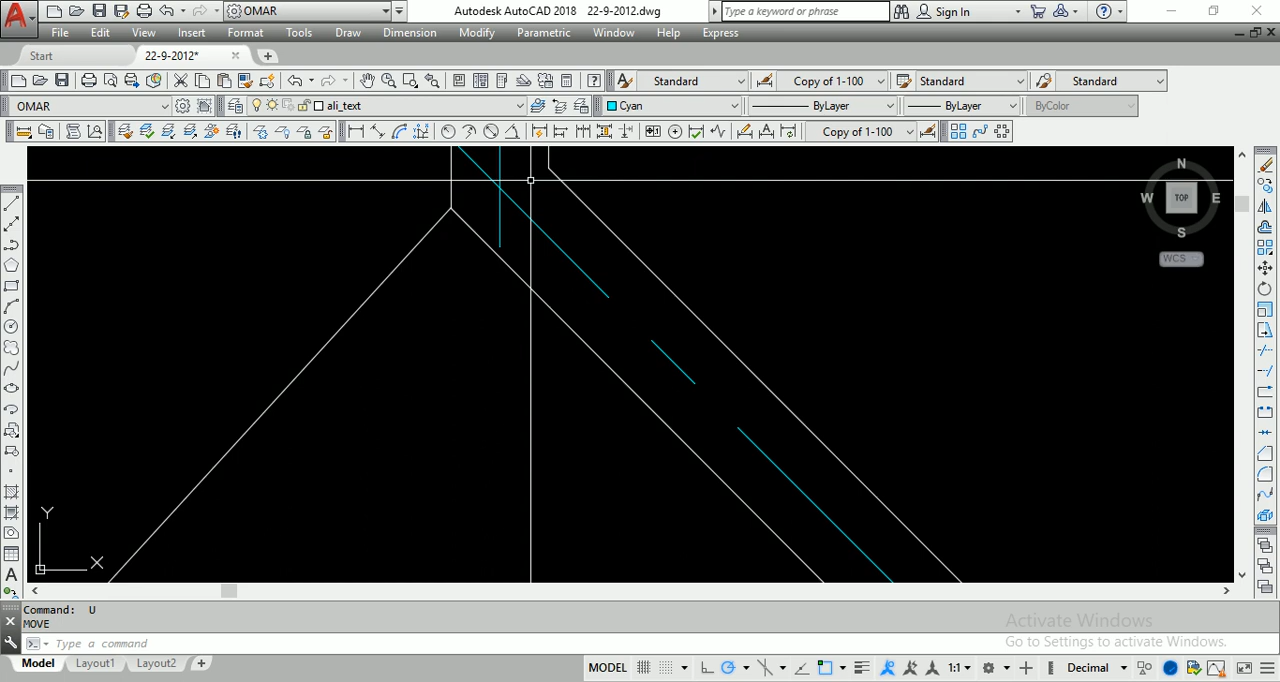 OMAR
Autodesk AutoCAD 2018 22-9-2012.dwg
Type a keyword or phrase
Sign In
File Edit View Insert Format Tools Draw Dimension Modify Parametric Window Help Express
Start
22-9-2012*
Standard
Copy of 1-100
Standard
Standard
OMAR
ali_text
Cyan
ByLayer
ByLayer
ByColor
Copy of 1-100
N
W
TOP
E
S
WCS
Y
X
Command: U
MOVE
Type a command
Activate Windows
Go to Settings to activate Windows.
Model
Layout1
Layout2
MODEL
1:1
Decimal